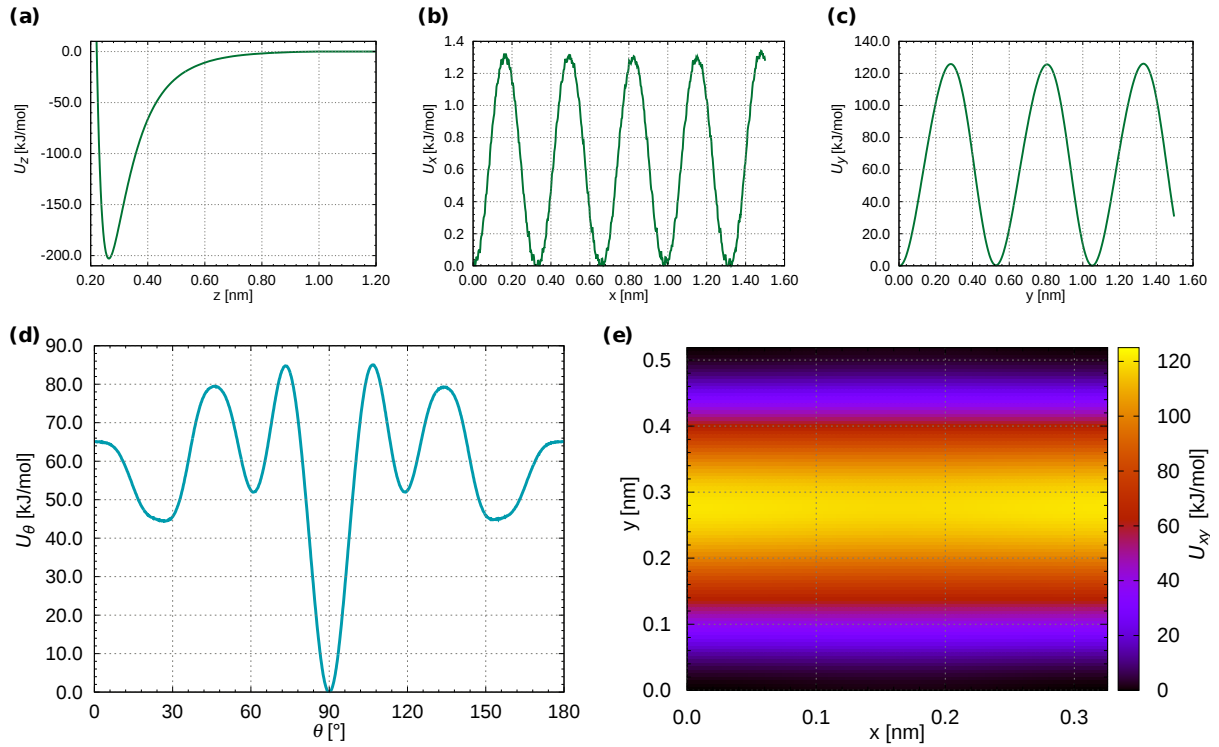 (a)
0.0
-50.0
-100.0
-150.0
-200.0
U_z [kJ/mol]
0.20 0.40 0.60 0.80 1.00 1.20
z [nm]
(b)
1.4
1.2
1.0
0.8
0.6
0.4
0.2
0.0
U_x [kJ/mol]
0.00 0.20 0.40 0.60 0.80 1.00 1.20 1.40 1.60
x [nm]
(c)
140.0
120.0
100.0
80.0
60.0
40.0
20.0
0.0
U_y [kJ/mol]
0.00 0.20 0.40 0.60 0.80 1.00 1.20 1.40 1.60
y [nm]
(d)
90.0
80.0
70.0
60.0
50.0
40.0
30.0
20.0
10.0
0.0
U_θ [kJ/mol]
0 30 60 90 120 150 180
θ [°]
(e)
0.5
0.4
0.3
0.2
0.1
0.0
y [nm]
0.0 0.1 0.2 0.3
x [nm]
120
100
80
60
40
20
0
U_xy [kJ/mol]